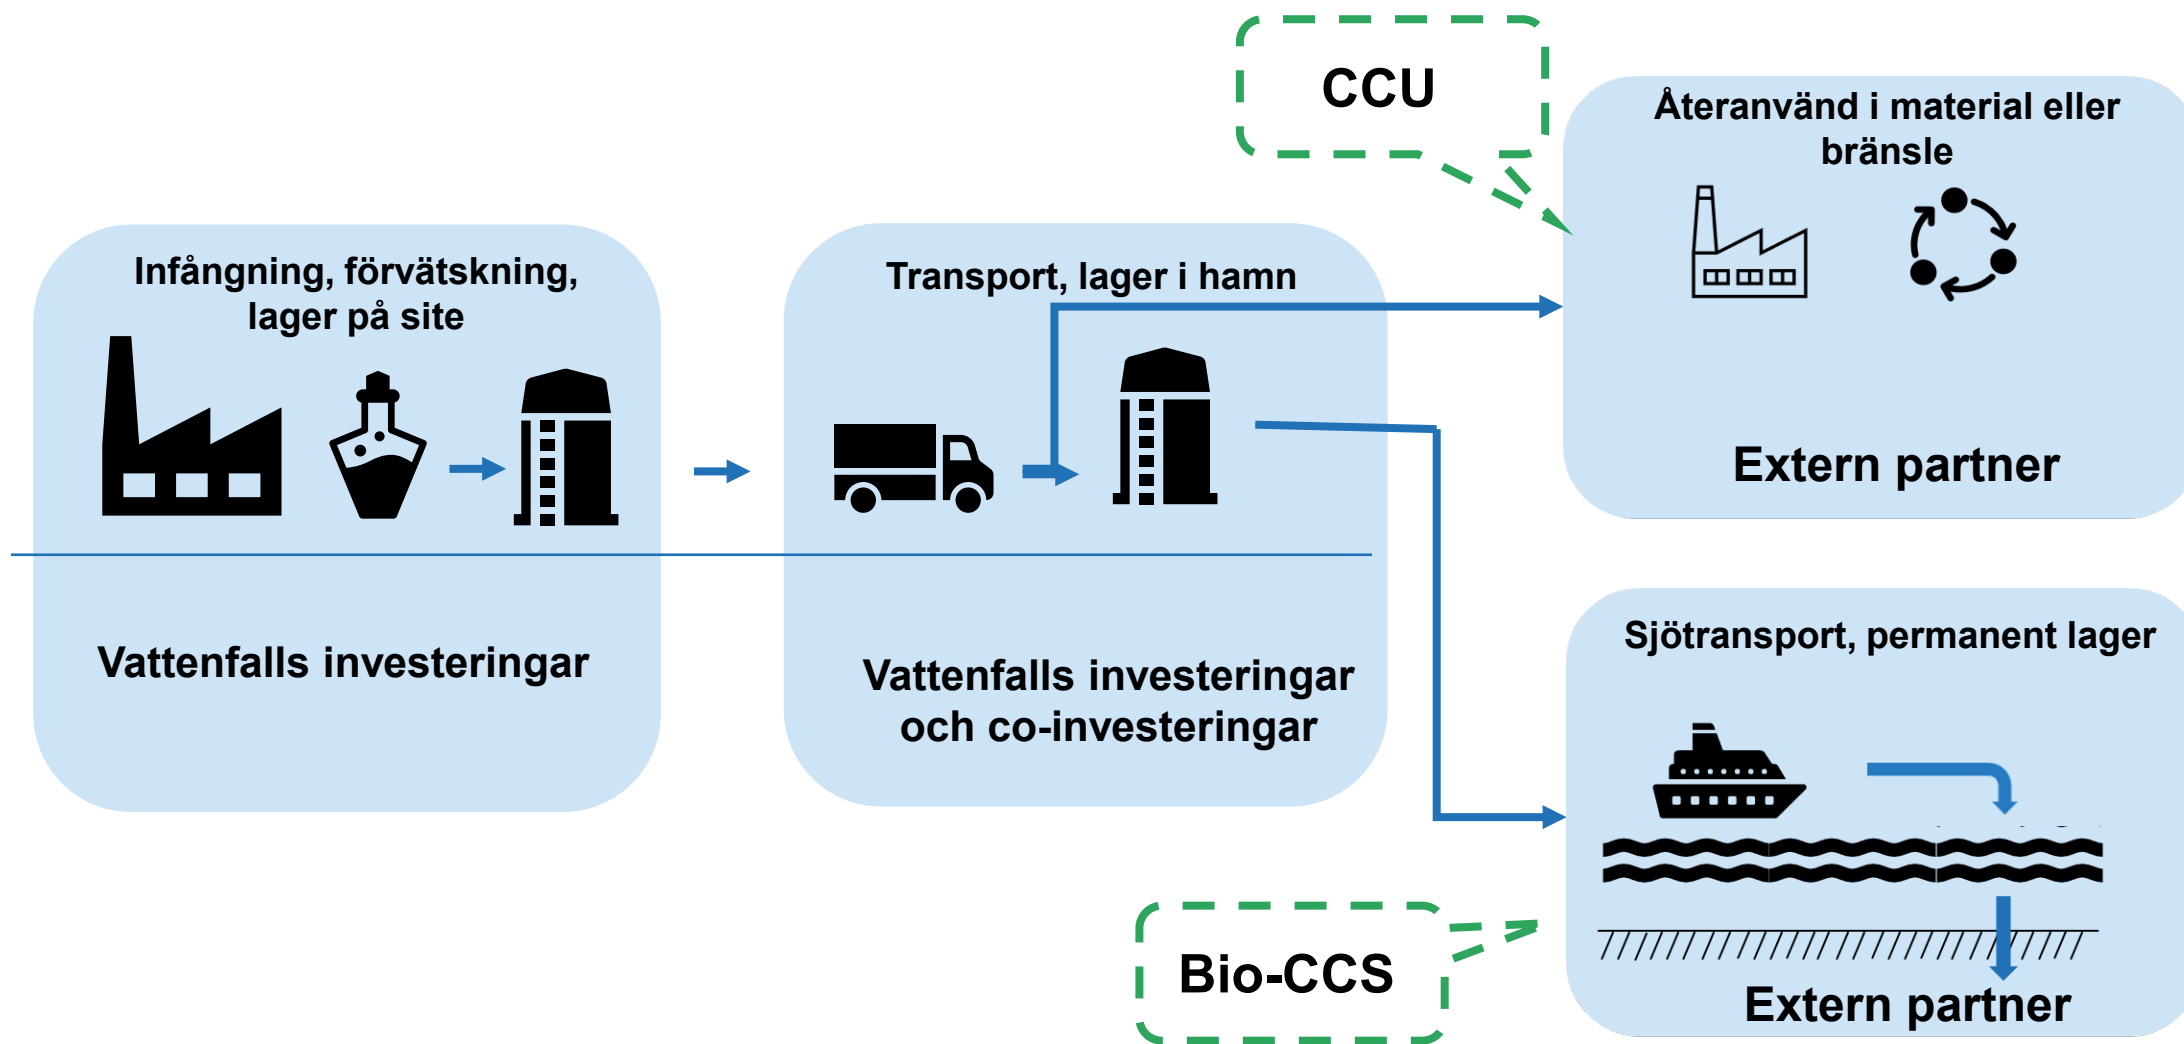 CCU
Återanvänd i material eller
bränsle
Extern partner
Infångning, förvätskning,
lager på site
Vattenfalls investeringar
Transport, lager i hamn
Vattenfalls investeringar
och co-investeringar
Sjötransport, permanent lager
Bio-CCS
Extern partner